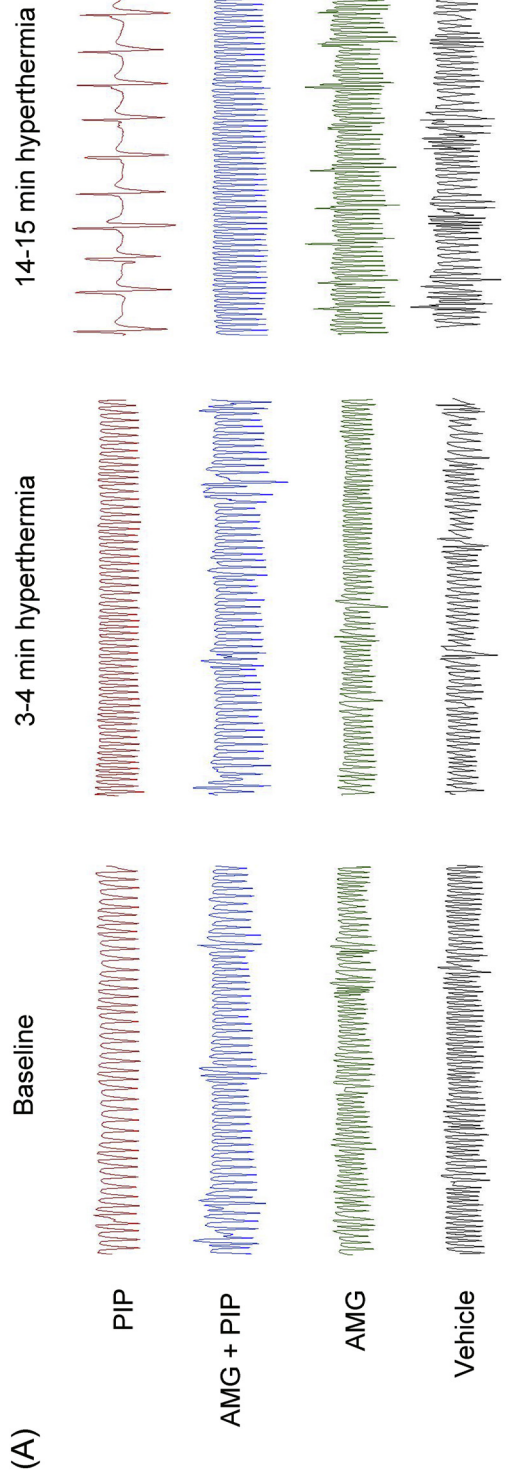 (A)
Baseline
3-4 min hyperthermia
14-15 min hyperthermia
PIP
AMG + PIP
AMG
Vehicle